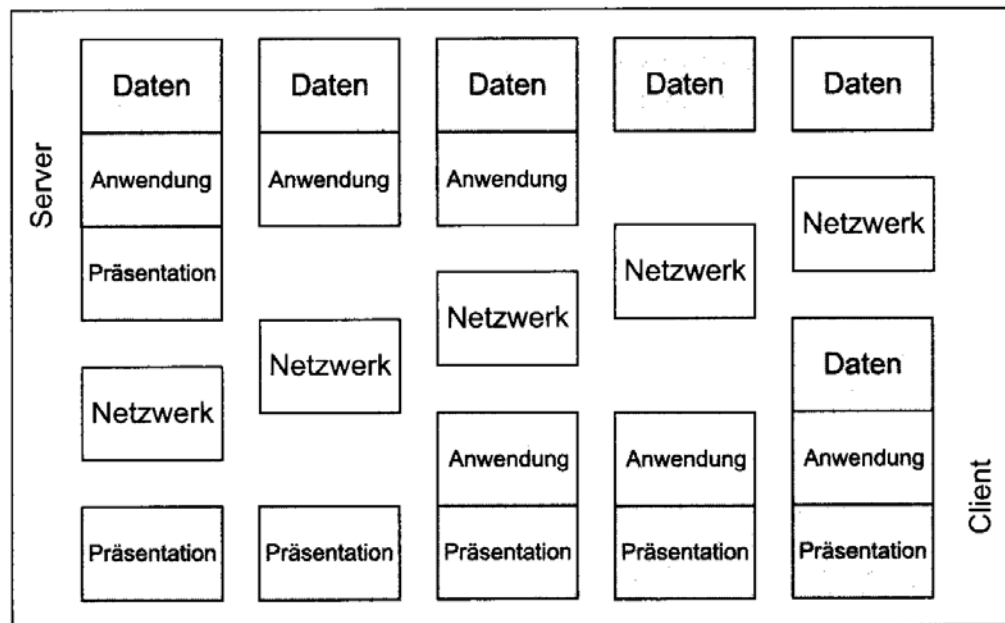 Server
Daten
Anwendung
Präsentation
Netzwerk
Präsentation
Daten
Anwendung
Netzwerk
Präsentation
Daten
Anwendung
Netzwerk
Anwendung
Präsentation
Daten
Netzwerk
Anwendung
Präsentation
Daten
Netzwerk
Daten
Anwendung
Präsentation
Client